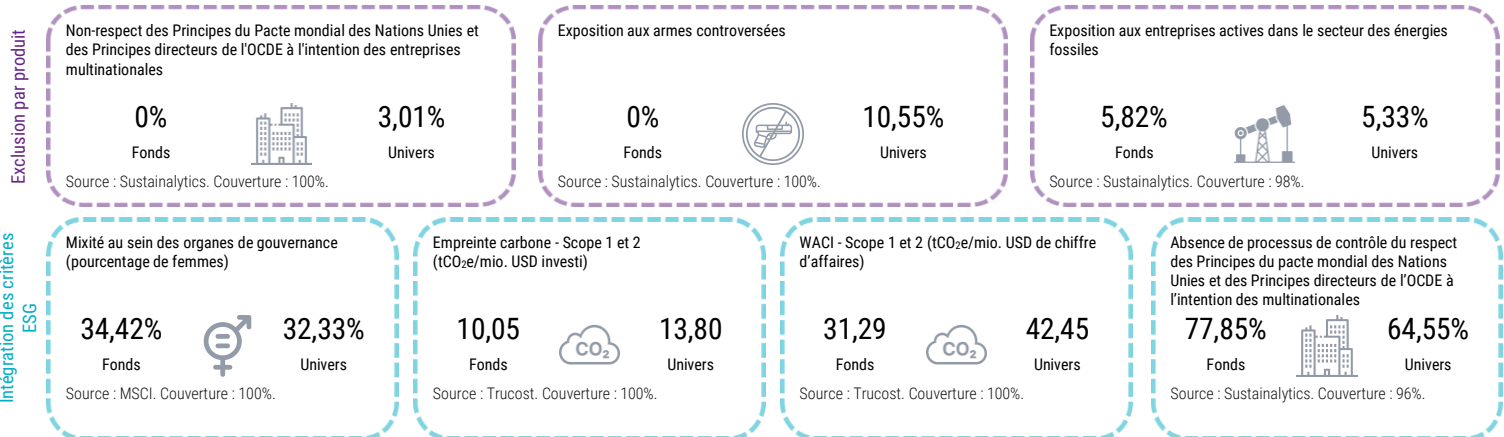 Exclusion par produit
Non-respect des Principes du Pacte mondial des Nations Unies et
des Principes directeurs de l'OCDE à l'intention des entreprises
multinationales
0%
Fonds
3,01%
Univers
Source : Sustainalytics. Couverture : 100%.
Exposition aux armes controversées
0%
Fonds
10,55%
Univers
Source : Sustainalytics. Couverture : 100%.
Exposition aux entreprises actives dans le secteur des énergies
fossiles
5,82%
Fonds
5,33%
Univers
Source : Sustainalytics. Couverture : 98%.
Intégration des critères
ESG
Mixité au sein des organes de gouvernance
(pourcentage de femmes)
34,42%
Fonds
32,33%
Univers
Source : MSCI. Couverture : 100%.
Empreinte carbone - Scope 1 et 2
(tCO₂e/mio. USD investi)
10,05
Fonds
CO₂
13,80
Univers
Source : Trucost. Couverture : 100%.
WACI - Scope 1 et 2 (tCO₂e/mio. USD de chiffre
d’affaires)
31,29
Fonds
CO₂
42,45
Univers
Source : Trucost. Couverture : 100%.
Absence de processus de contrôle du respect
des Principes du pacte mondial des Nations
Unies et des Principes directeurs de l’OCDE à
l’intention des multinationales
77,85%
Fonds
64,55%
Univers
Source : Sustainalytics. Couverture : 96%.